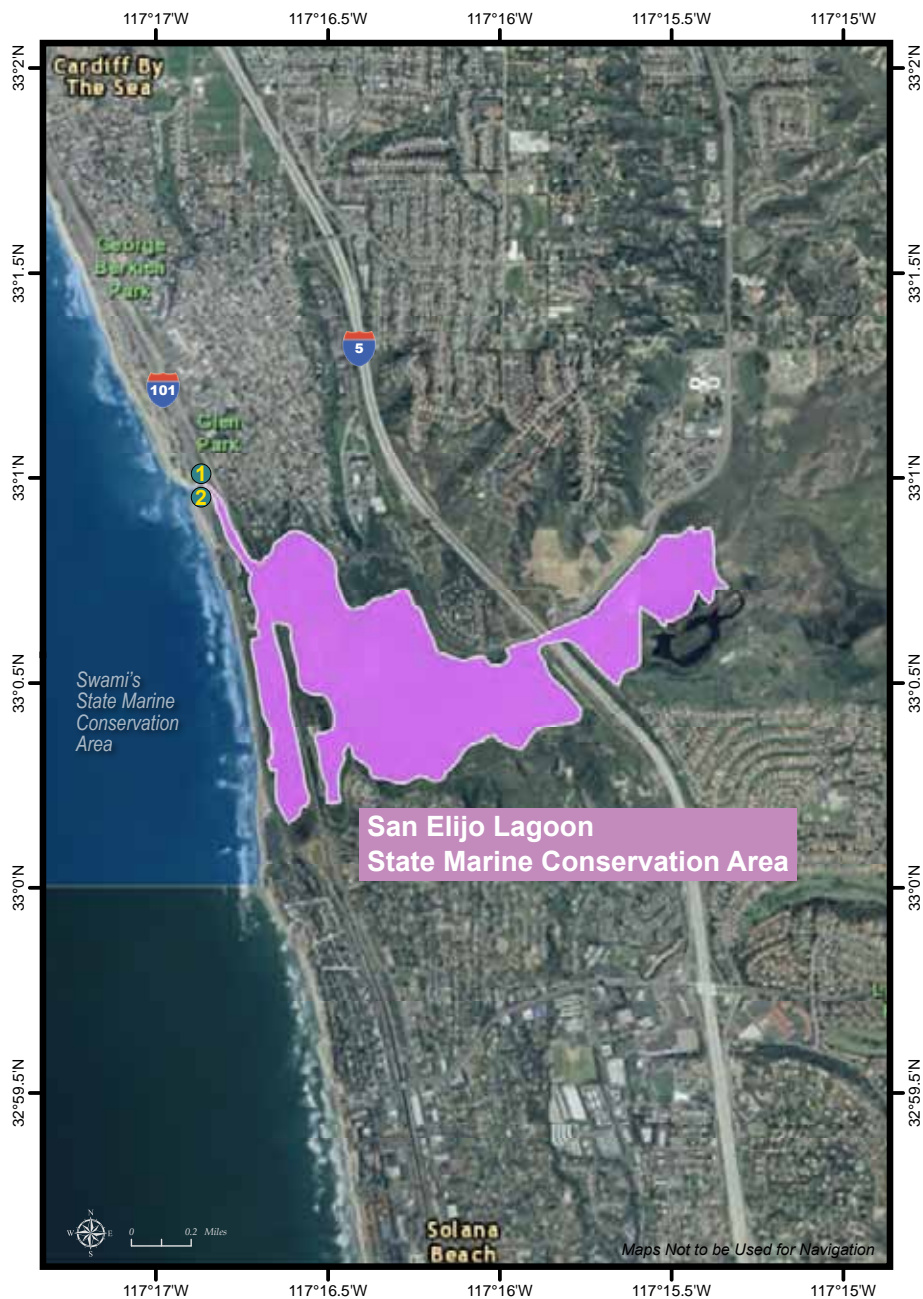 117°17'W 117°16.5'W 117°16'W 117°15.5'W 117°15'W
33°2'N
33°2'N
Cardiff By
The Sea
George
Park
33°1.5'N
33°1.5'N
5
101
Glen
Park
33°1'N
33°1'N
1
2
33°0.5'N
33°0.5'N
Swami's
State Marine
Conservation
Area
San Elijo Lagoon
State Marine Conservation Area
33°0'N
33°0'N
32°59.5'N
32°59.5'N
N
W E
S
0 0.2 Miles
Solana
Beach
Maps Not to be Used for Navigation
117°17'W 117°16.5'W 117°16'W 117°15.5'W 117°15'W